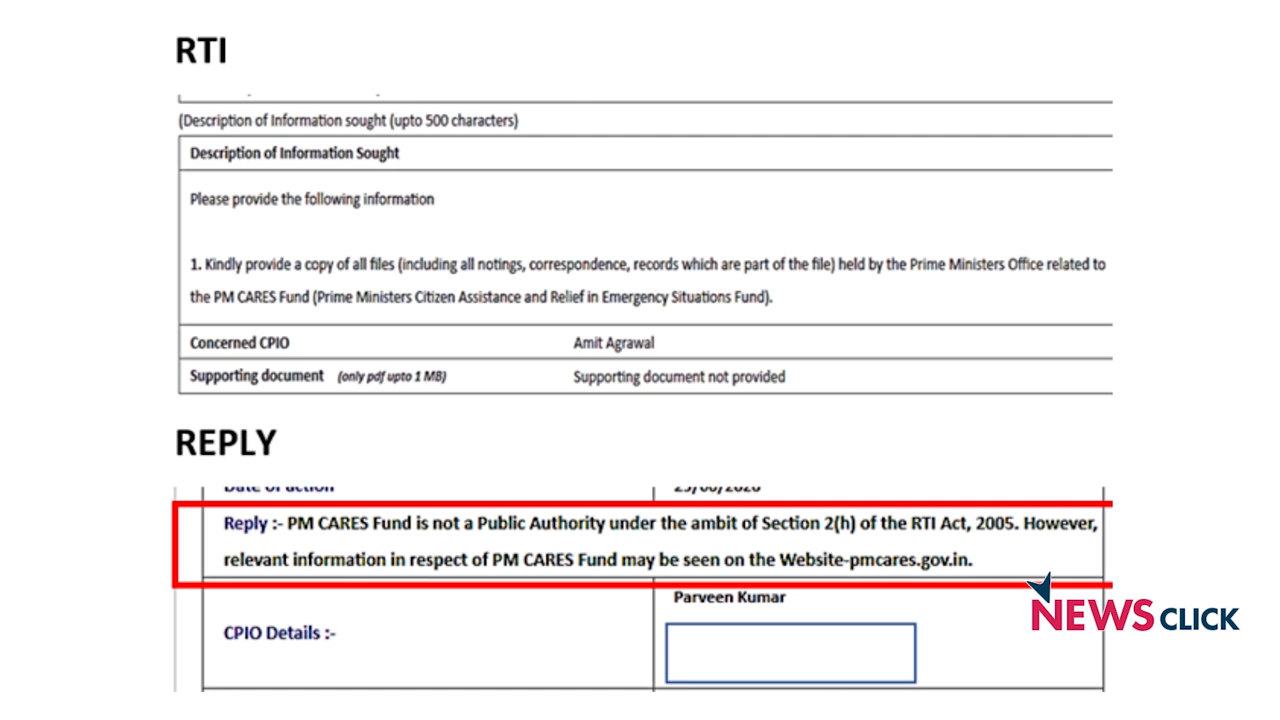 RTI
(Description of Information sought (upto 500 characters)
Description of Information Sought
Please provide the following information
1. Kindly provide a copy of all files (including all notings, correspondence, records which are part of the file) held by the Prime Ministers Office related to
the PM CARES Fund (Prime Ministers Citizen Assistance and Relief in Emergency Situations Fund).
Concerned CPIO Amit Agrawal
Supporting document (only pdf upto 1 MB) Supporting document not provided
REPLY
Date of action
Reply :- PM CARES Fund is not a Public Authority under the ambit of Section 2(h) of the RTI Act, 2005. However,
relevant information in respect of PM CARES Fund may be seen on the Website-pmcares.gov.in.
Parveen Kumar
CPIO Details :-
NEWSCLICK